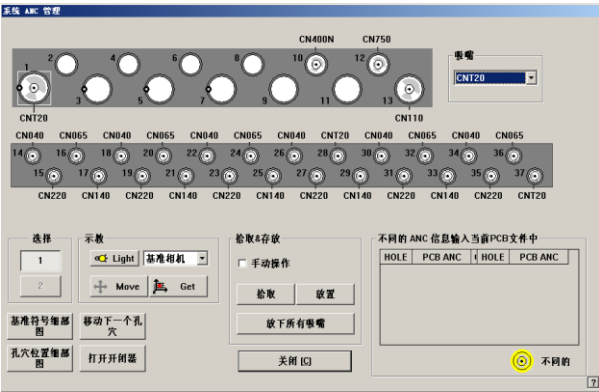 系统 ANC 管理
CN400N CN750
1 2 4 6 8 10 12
3 5 7 9 11 13
CNT20 CN110
吸嘴
CNT20
CN040 CN065 CN040 CN065 CN040 CN065 CN040 CNT20 CN040 CN065 CN040 CN065
14 16 18 20 22 24 26 28 30 32 34 36
15 17 19 21 23 25 27 29 31 33 35 37
CN220 CN140 CN220 CN140 CN220 CN140 CN220 CN140 CN220 CN140 CN220 CNT20
选择
1
2
示教
Light 基准相机
Move Get
拾取&存放
手动操作
拾取 放置
放下所有吸嘴
不同的 ANC 信息输入当前PCB文件中
HOLE PCB ANC HOLE PCB ANC
不同的
基准符号细部图
移动下一个孔穴
孔穴位置细部图
打开开闭器
关闭 [C]
?